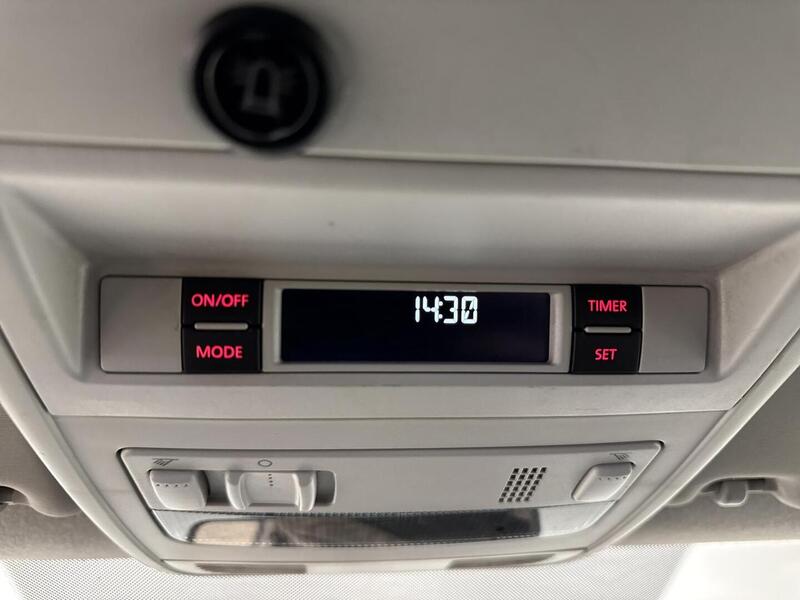 ON/OFF
14:30
TIMER
MODE
SET